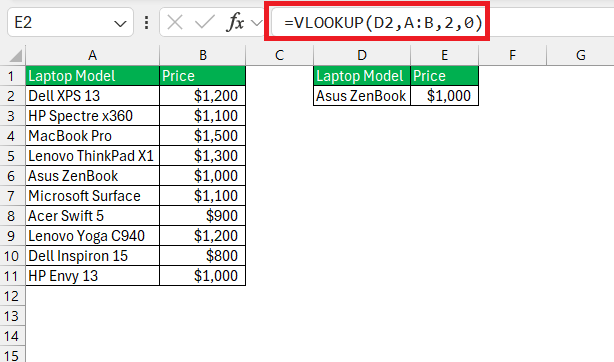 E2 fx =VLOOKUP(D2,A:B,2,0)
A B C D E F G
1 Laptop Model Price Laptop Model Price
2 Dell XPS 13 $1,200 Asus ZenBook $1,000
3 HP Spectre x360 $1,100
4 MacBook Pro $1,500
5 Lenovo ThinkPad X1 $1,300
6 Asus ZenBook $1,000
7 Microsoft Surface $1,100
8 Acer Swift 5 $900
9 Lenovo Yoga C940 $1,200
10 Dell Inspiron 15 $800
11 HP Envy 13 $1,000
12
13
14
15